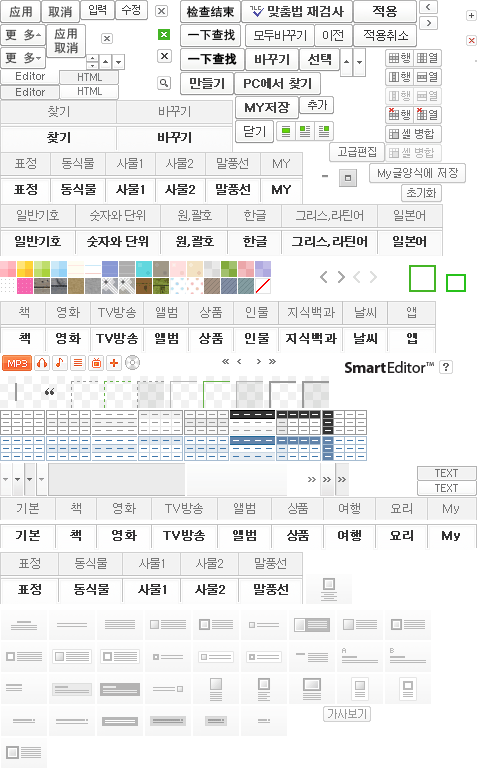 应用 取消 입력 수정 检查结束 맞춤법 재검사 적용
更 多 应用 一下查找 모두바꾸기 이전 적용취소
取消
更 多 一下查找 바꾸기 선택 행 열
Editor HTML 행 열
Editor HTML 만들기 PC에서 찾기 행 열
찾기 바꾸기 MY저장 추가 행 열
찾기 바꾸기 닫기 셀 병합
고급편집 셀 병합
표정 동식물 사물1 사물2 말풍선 MY My글양식에 저장
표정 동식물 사물1 사물2 말풍선 MY 초기화
일반기호 숫자와 단위 원,괄호 한글 그리스,라틴어 일본어
일반기호 숫자와 단위 원,괄호 한글 그리스,라틴어 일본어
책 영화 TV방송 앨범 상품 인물 지식백과 날씨 앱
책 영화 TV방송 앨범 상품 인물 지식백과 날씨 앱
MP3 SmartEditor™ ?
TEXT
TEXT
기본 책 영화 TV방송 앨범 상품 여행 요리 My
기본 책 영화 TV방송 앨범 상품 여행 요리 My
표정 동식물 사물1 사물2 말풍선
표정 동식물 사물1 사물2 말풍선
A B
가사보기